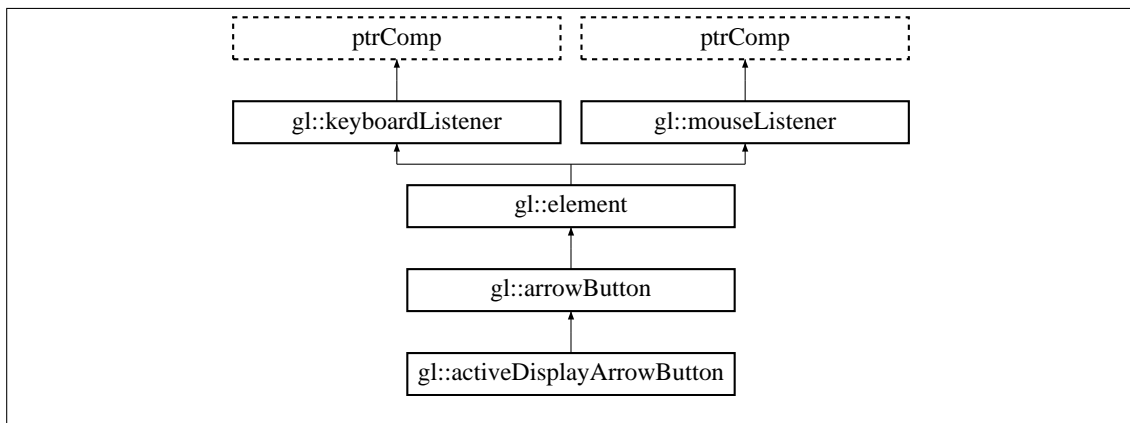 ptrComp
ptrComp
gl::keyboardListener
gl::mouseListener
gl::element
gl::arrowButton
gl::activeDisplayArrowButton